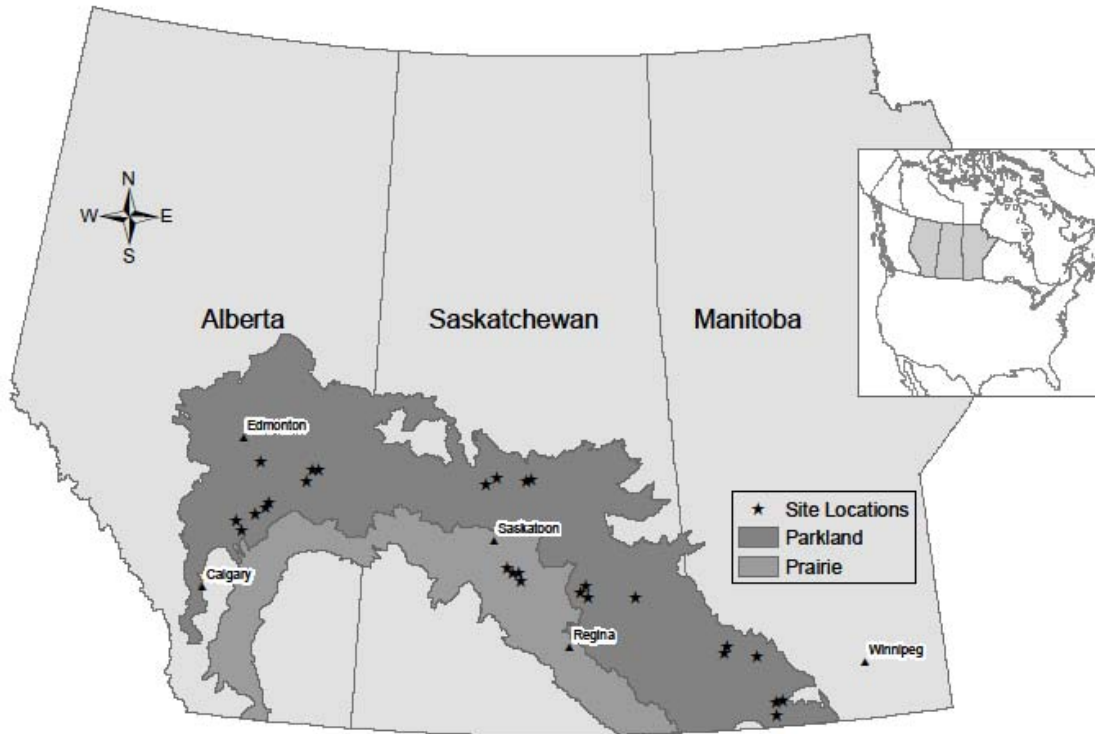 N
W E
S
Alberta
Saskatchewan
Manitoba
Edmonton
Saskatoon
Calgary
Regina
Winnipeg
Site Locations
Parkland
Prairie